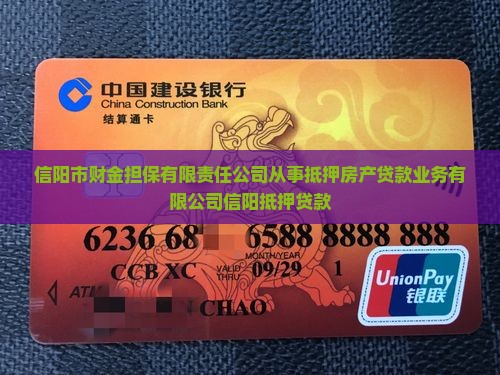 中国建设银行
China Construction Bank
结算通卡
信阳市财金担保有限责任公司从事抵押房产贷款业务有
限公司信阳抵押贷款
6236 68 6588 8888 888
MONTH/YEAR
CCB XC VALID THRU 09/29 1
ATM
CHAO
UnionPay
银联